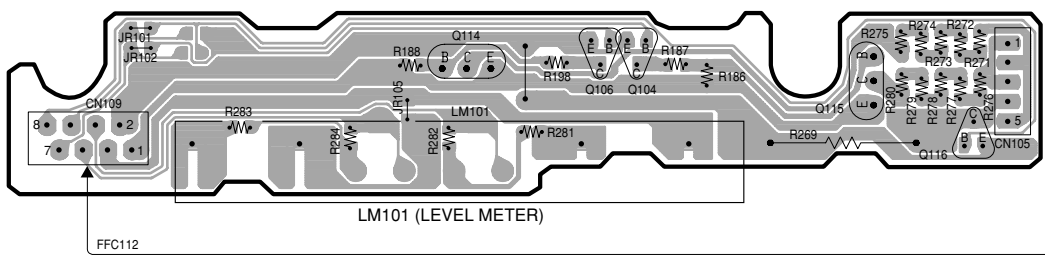 JR101
JR102
Q114
R188
B C E
E B E B
C C
R198
Q106 Q104
R187
R186
R275
R274 R272
R273 R271
B
C
E
Q115
R280
R279
R278
R277
R276
1
5
C
B E
Q116
CN105
CN109
8 2
7 1
R283
JR105
LM101
R284
R282
R281
R269
LM101 (LEVEL METER)
FFC112